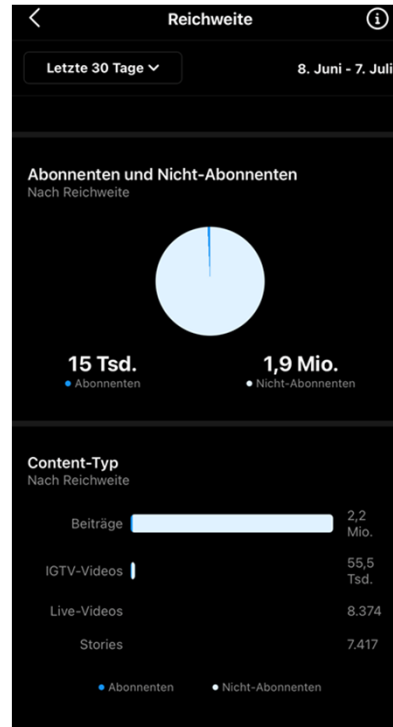 Reichweite
Letzte 30 Tage
8. Juni - 7. Juli
Abonnenten und Nicht-Abonnenten
Nach Reichweite
15 Tsd.
Abonnenten
1,9 Mio.
Nicht-Abonnenten
Content-Typ
Nach Reichweite
Beiträge
2,2
Mio.
IGTV-Videos
55,5
Tsd.
Live-Videos
8.374
Stories
7.417
Abonnenten
Nicht-Abonnenten